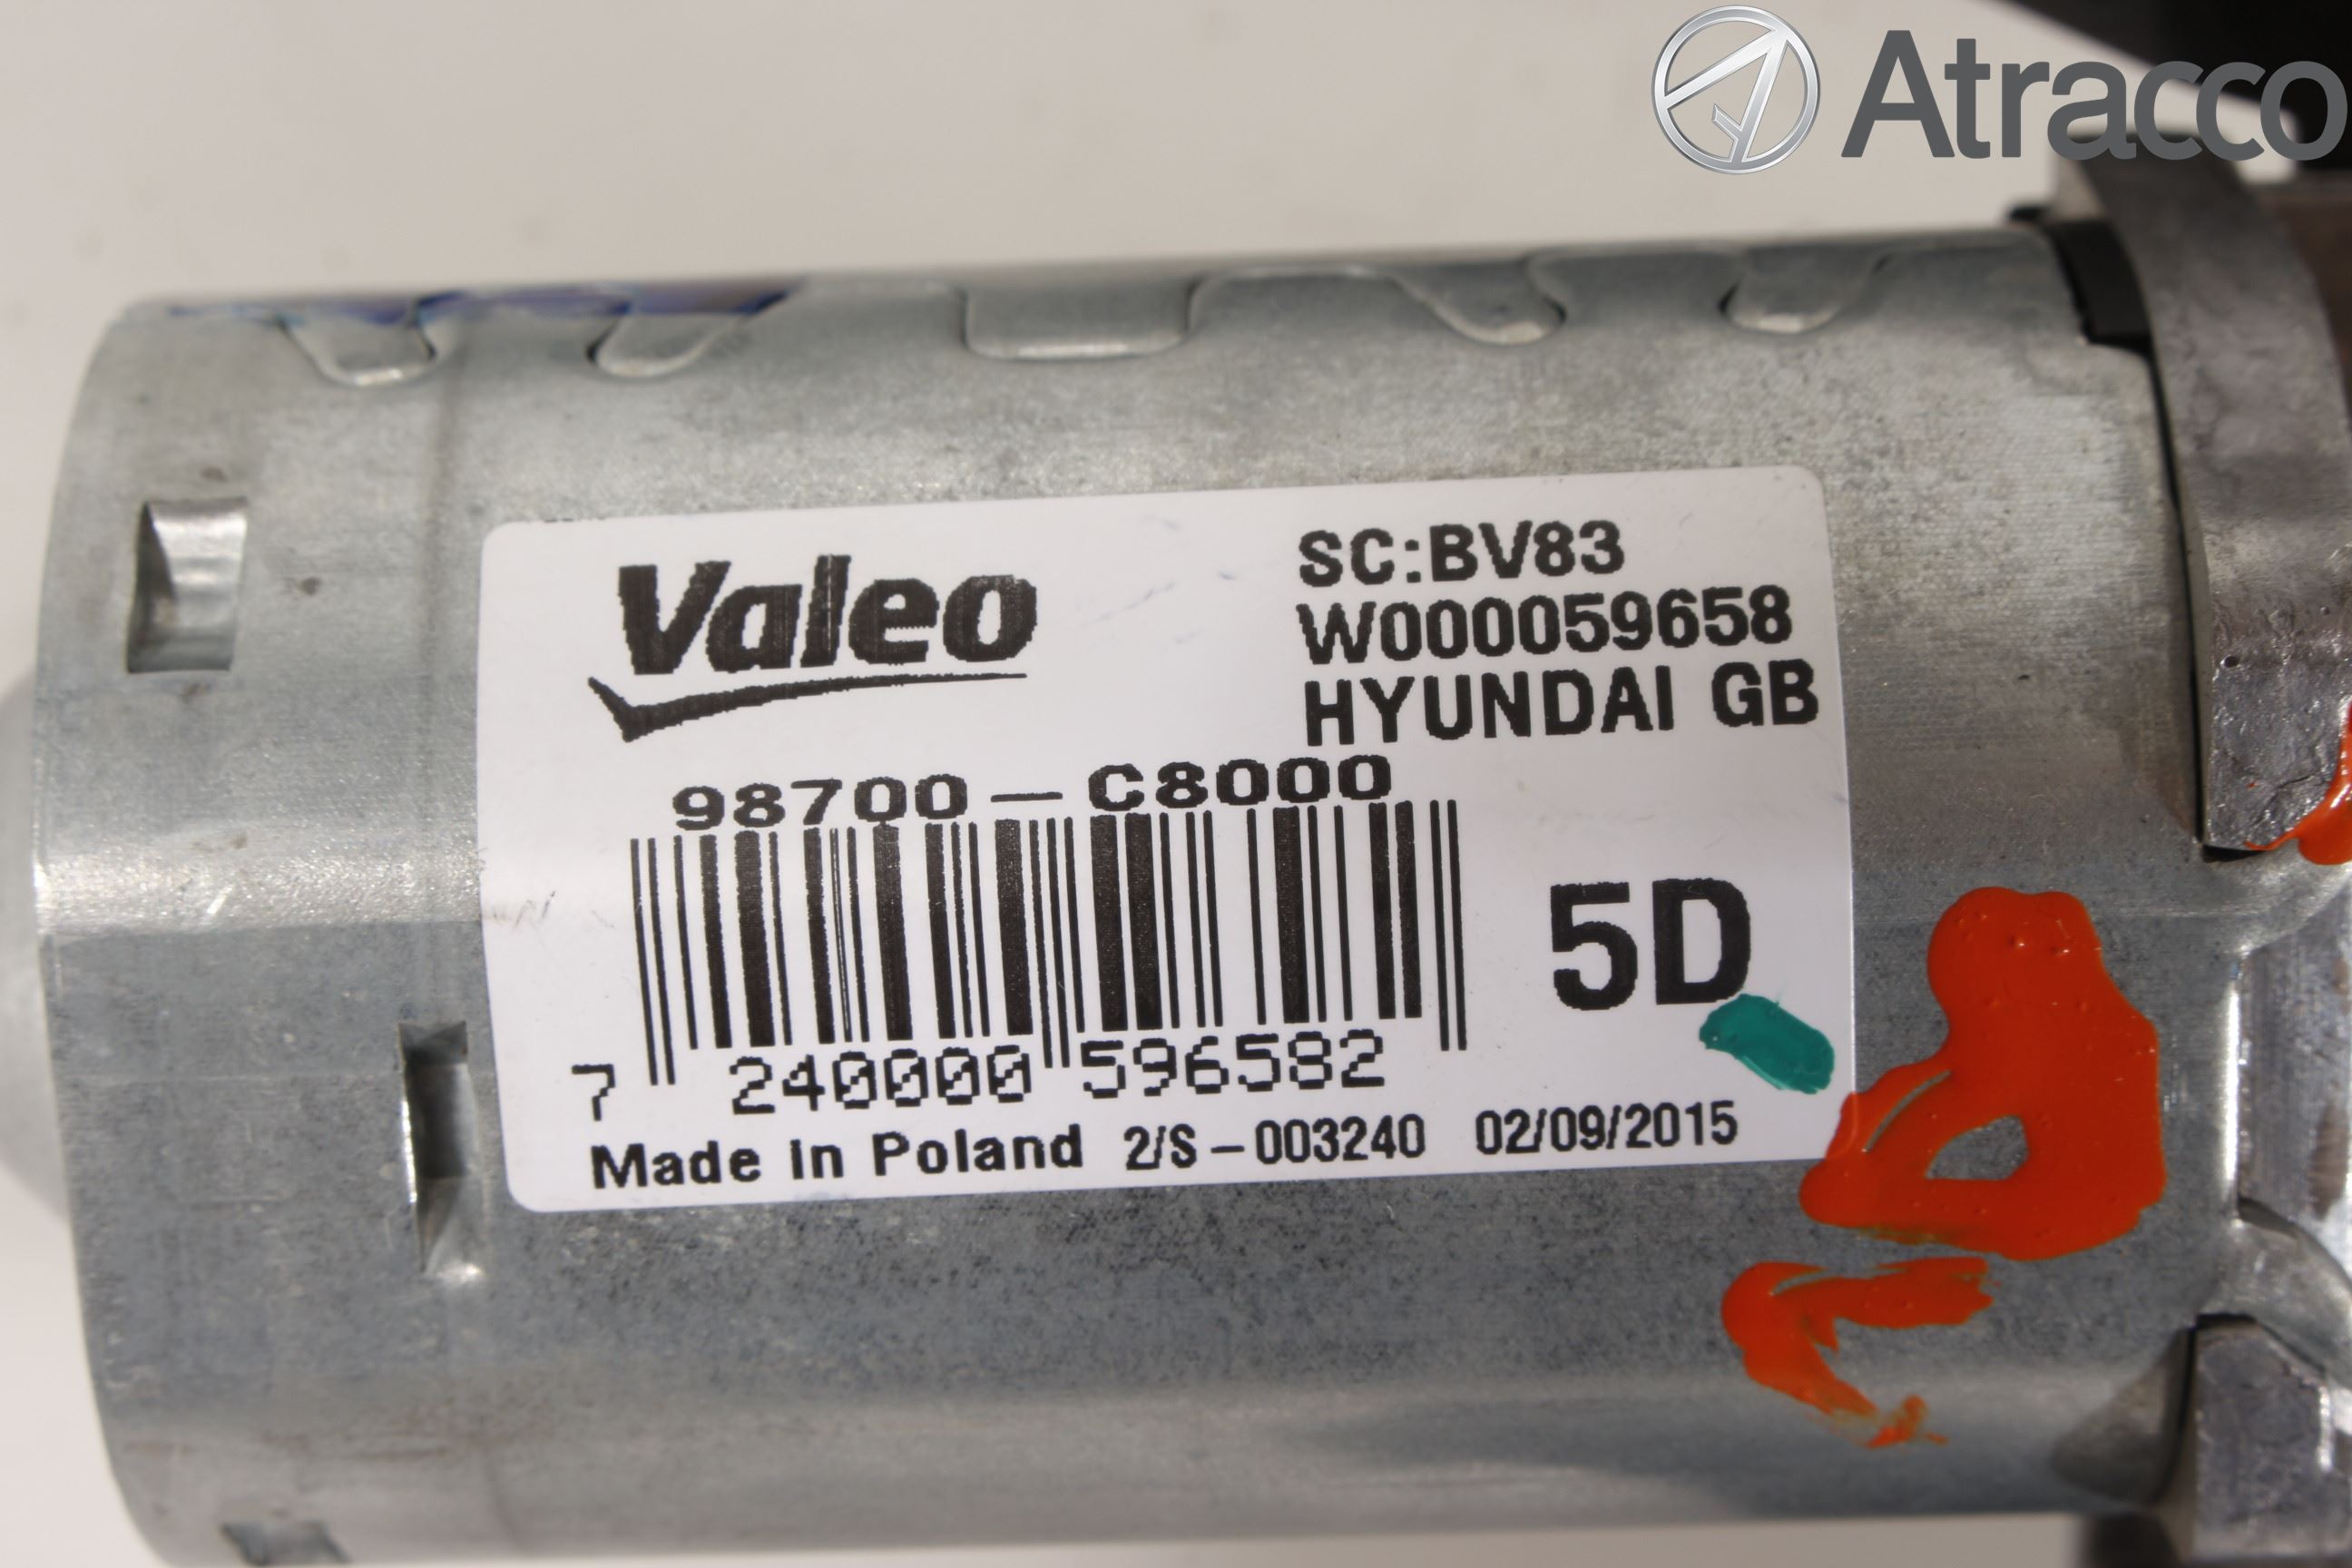 Atracco
Valeo
SC:BV83
W000059658
HYUNDAI GB
98700-C8000
5D
7 240000 596582
Made in Poland 2/S-003240 02/09/2015